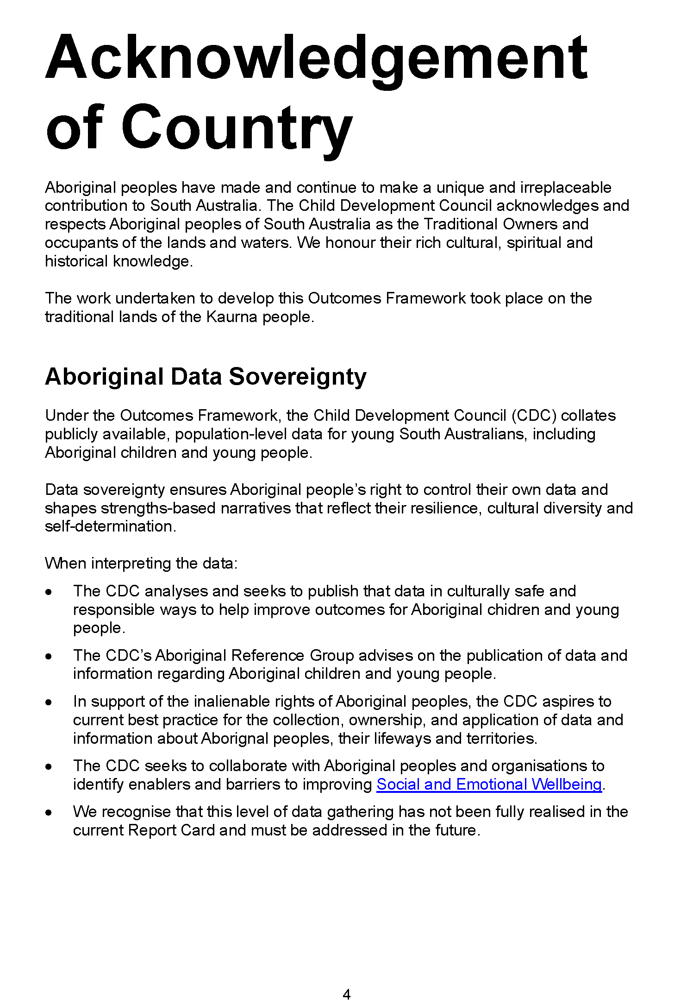 Acknowledgement
of Country
Aboriginal peoples have made and continue to make a unique and irreplaceable
contribution to South Australia. The Child Development Council acknowledges and
respects Aboriginal peoples of South Australia as the Traditional Owners and
occupants of the lands and waters. We honour their rich cultural, spiritual and
historical knowledge.
The work undertaken to develop this Outcomes Framework took place on the
traditional lands of the Kaurna people.
Aboriginal Data Sovereignty
Under the Outcomes Framework, the Child Development Council (CDC) collates
publicly available, population-level data for young South Australians, including
Aboriginal children and young people.
Data sovereignty ensures Aboriginal people’s right to control their own data and
shapes strengths-based narratives that reflect their resilience, cultural diversity and
self-determination.
When interpreting the data:
• The CDC analyses and seeks to publish that data in culturally safe and
responsible ways to help improve outcomes for Aboriginal chidren and young
people.
• The CDC’s Aboriginal Reference Group advises on the publication of data and
information regarding Aboriginal children and young people.
• In support of the inalienable rights of Aboriginal peoples, the CDC aspires to
current best practice for the collection, ownership, and application of data and
information about Aborignal peoples, their lifeways and territories.
• The CDC seeks to collaborate with Aboriginal peoples and organisations to
identify enablers and barriers to improving Social and Emotional Wellbeing.
• We recognise that this level of data gathering has not been fully realised in the
current Report Card and must be addressed in the future.
4